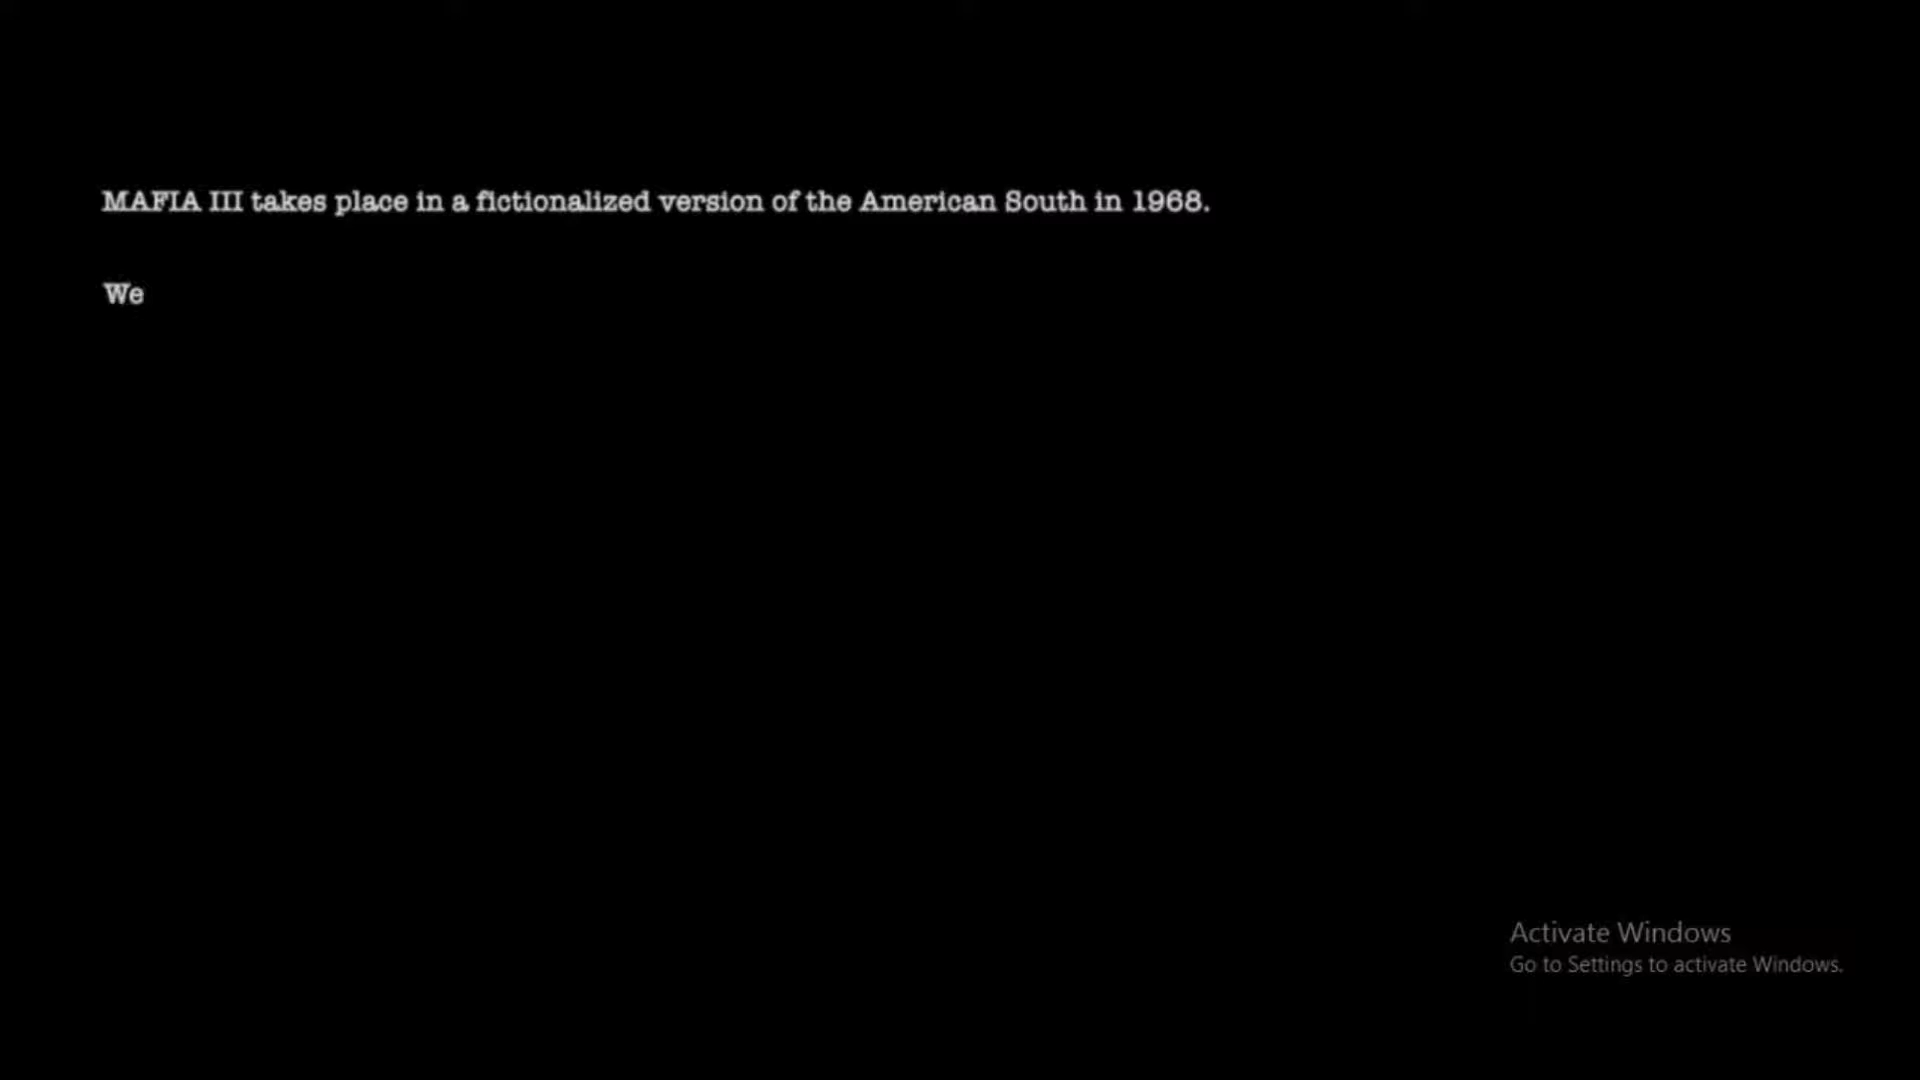 MAFIA III takes place in a fictionalized version of the American South in 1968.
We
Activate Windows
Go to Settings to activate Windows.